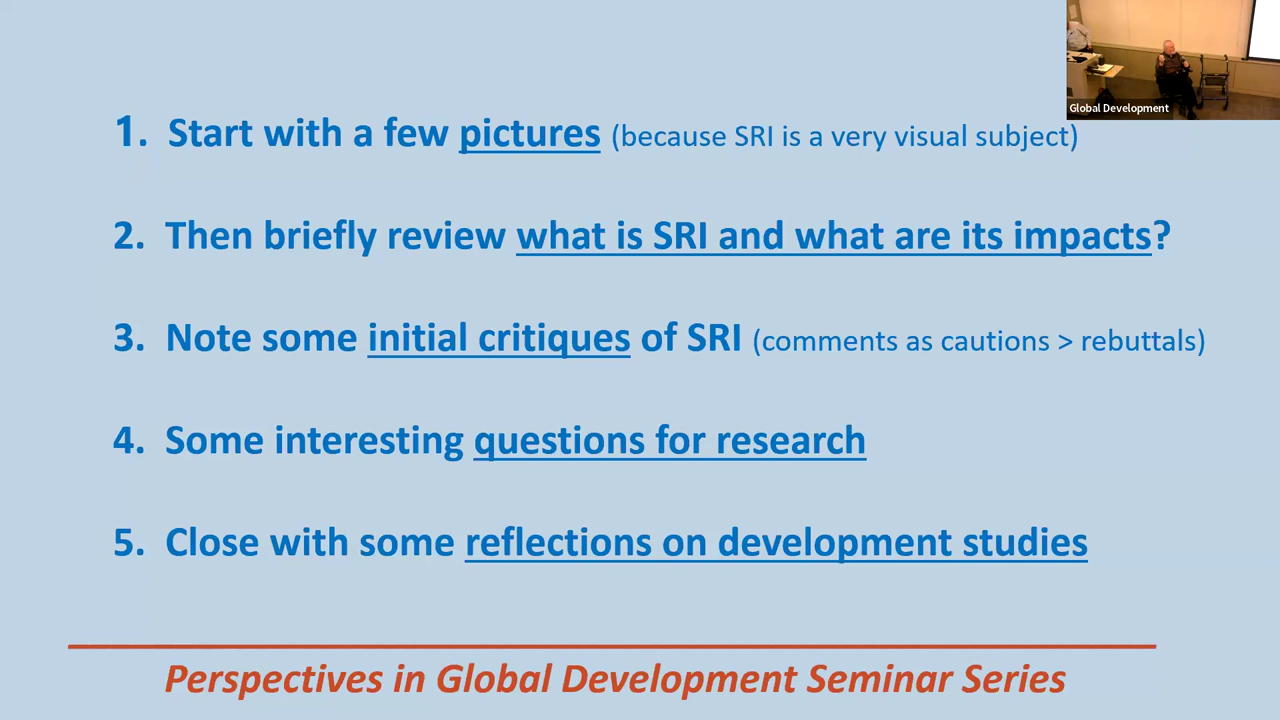 Global Development
1. Start with a few pictures (because SRI is a very visual subject)
2. Then briefly review what is SRI and what are its impacts?
3. Note some initial critiques of SRI (comments as cautions > rebuttals)
4. Some interesting questions for research
5. Close with some reflections on development studies
Perspectives in Global Development Seminar Series